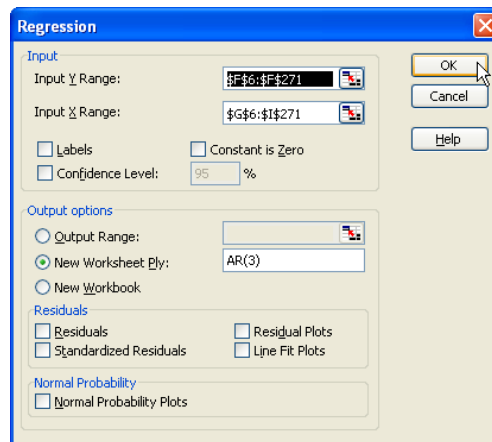 Regression
Input
Input Y Range: $F$6:$F$271
Input X Range: $G$6:$I$271
Labels Constant is Zero
Confidence Level: 95 %
OK
Cancel
Help
Output options
Output Range:
New Worksheet Ply: AR(3)
New Workbook
Residuals
Residuals Residual Plots
Standardized Residuals Line Fit Plots
Normal Probability
Normal Probability Plots